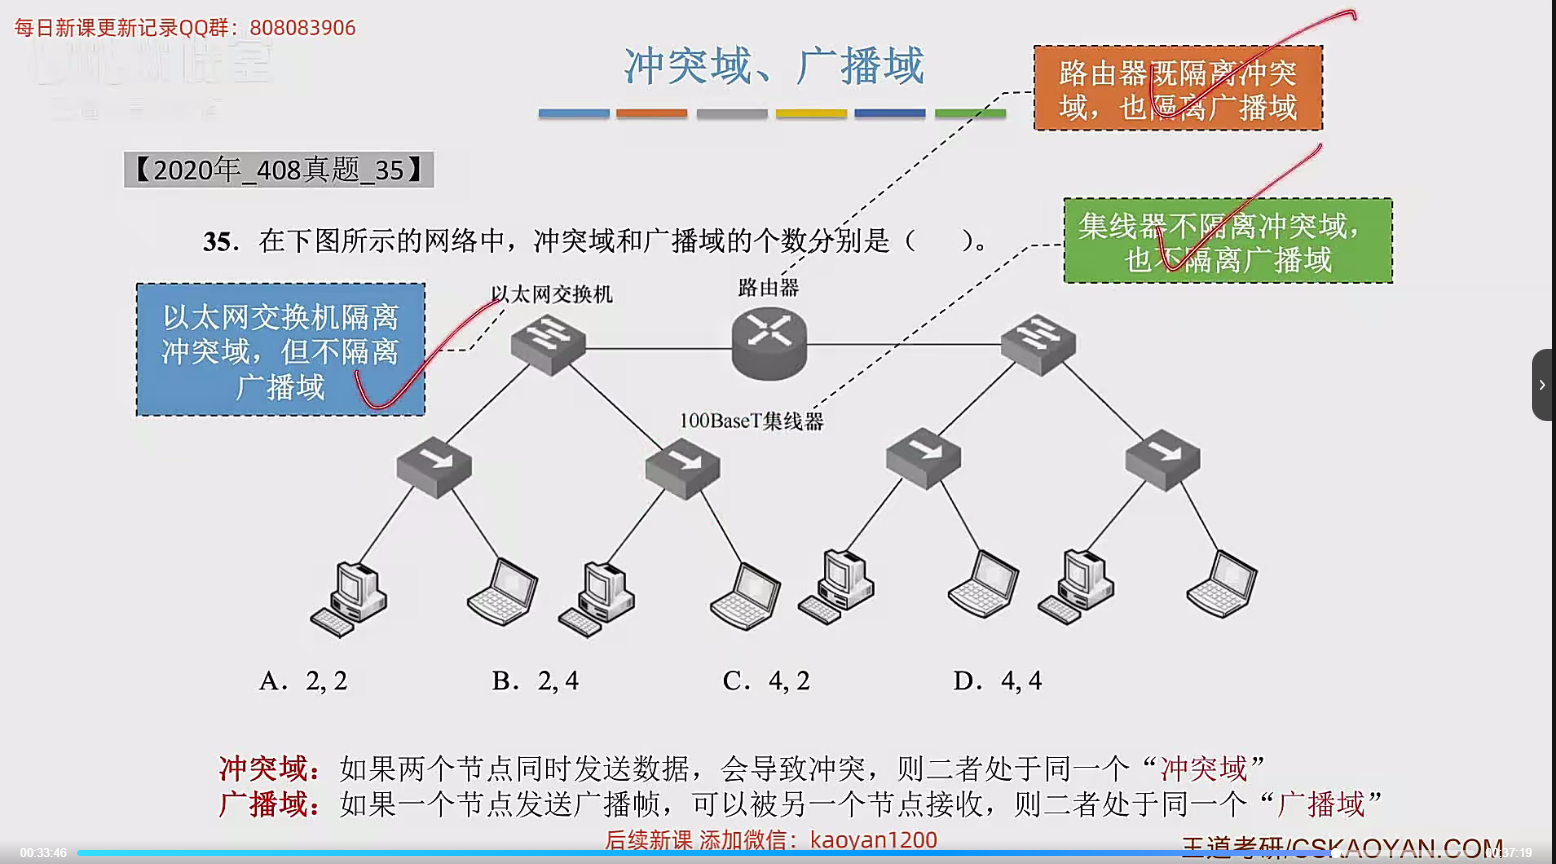 每日新课更新记录QQ群：808083906
冲突域、广播域
路由器既隔离冲突
域，也隔离广播域
【2020年_408真题_35】
集线器不隔离冲突域，
也不隔离广播域
35．在下图所示的网络中，冲突域和广播域的个数分别是（　　）。
以太网交换机隔离
冲突域，但不隔离
广播域
以太网交换机
路由器
100BaseT集线器
A．2, 2
B．2, 4
C．4, 2
D．4, 4
冲突域：如果两个节点同时发送数据，会导致冲突，则二者处于同一个“冲突域”
广播域：如果一个节点发送广播帧，可以被另一个节点接收，则二者处于同一个“广播域”
后续新课 添加微信：kaoyan1200
王道考研/CSKAOYAN.COM
00:33:46
00:37:19